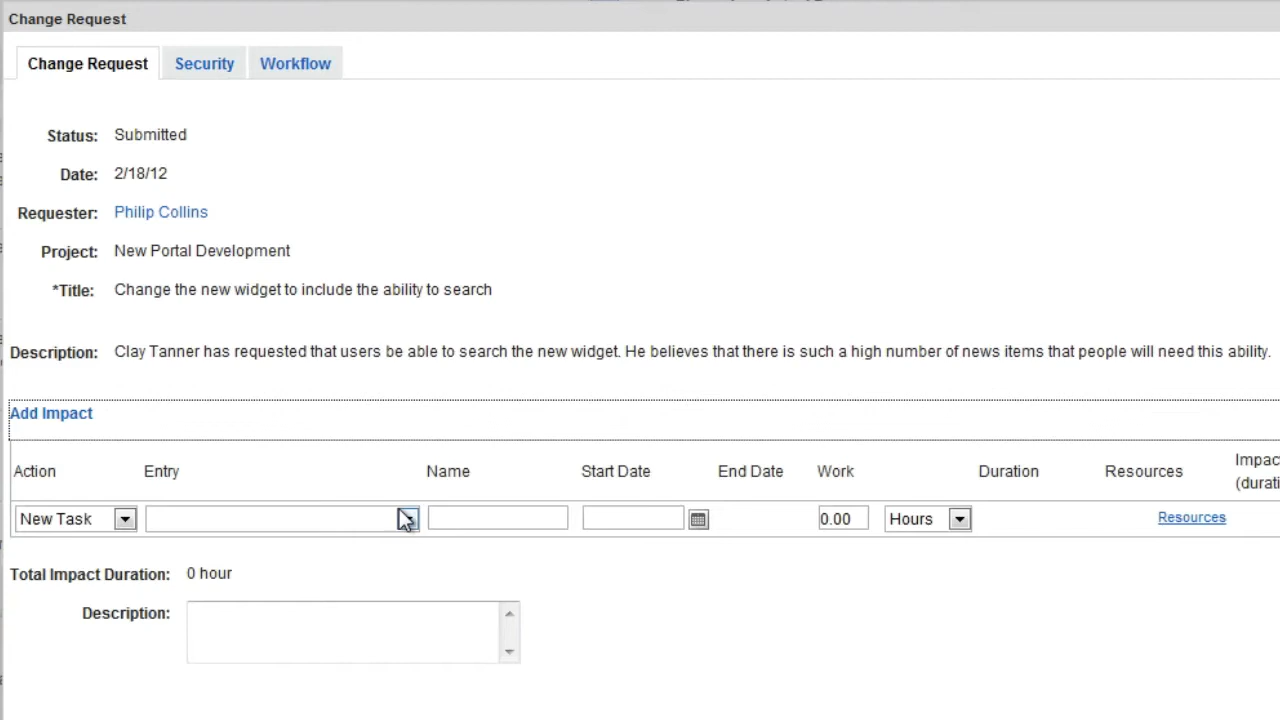 Change Request
Change Request Security Workflow
Status: Submitted
Date: 2/18/12
Requester: Philip Collins
Project: New Portal Development
*Title: Change the new widget to include the ability to search
Description: Clay Tanner has requested that users be able to search the new widget. He believes that there is such a high number of news items that people will need this ability.
Add Impact
Action Entry Name Start Date End Date Work Duration Resources Impac
(durati
New Task 0.00 Hours Resources
Total Impact Duration: 0 hour
Description: